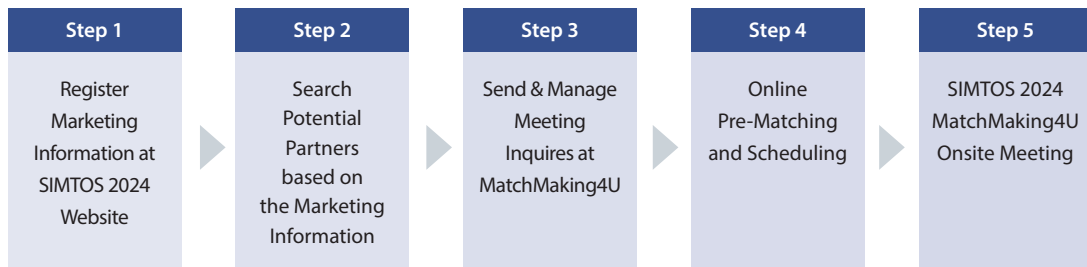 Step 1
Register
Marketing
Information at
SIMTOS 2024
Website
Step 2
Search
Potential
Partners
based on
the Marketing
Information
Step 3
Send & Manage
Meeting
Inquires at
MatchMaking4U
Step 4
Online
Pre-Matching
and Scheduling
Step 5
SIMTOS 2024
MatchMaking4U
Onsite Meeting